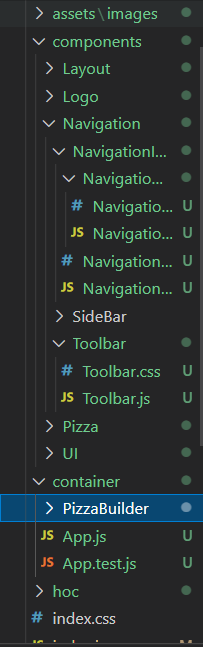 assets\images
components
Layout
Logo
Navigation
NavigationI...
Navigatio...
# Navigatio... U
JS Navigatio... U
# Navigation... U
JS Navigation... U
SideBar
Toolbar
# Toolbar.css U
JS Toolbar.js U
Pizza
UI
container
PizzaBuilder
JS App.js U
JS App.test.js U
hoc
# index.css